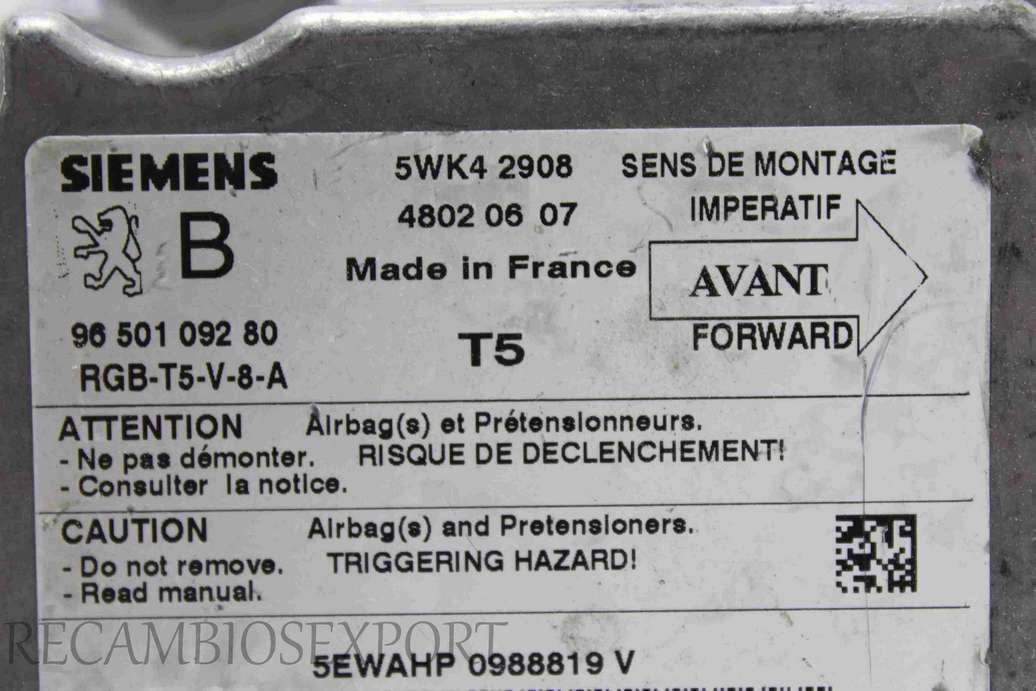 SIEMENS 5WK4 2908 SENS DE MONTAGE
B 4802 06 07 IMPERATIF
Made in France AVANT
96 501 092 80 T5 FORWARD
RGB-T5-V-8-A
ATTENTION Airbag(s) et Prétensionneurs.
- Ne pas démonter. RISQUE DE DECLENCHEMENT!
- Consulter la notice.
CAUTION Airbag(s) and Pretensioners.
- Do not remove. TRIGGERING HAZARD!
- Read manual.
RECAMBIOSEXPORT
5EWAHP 0988819 V